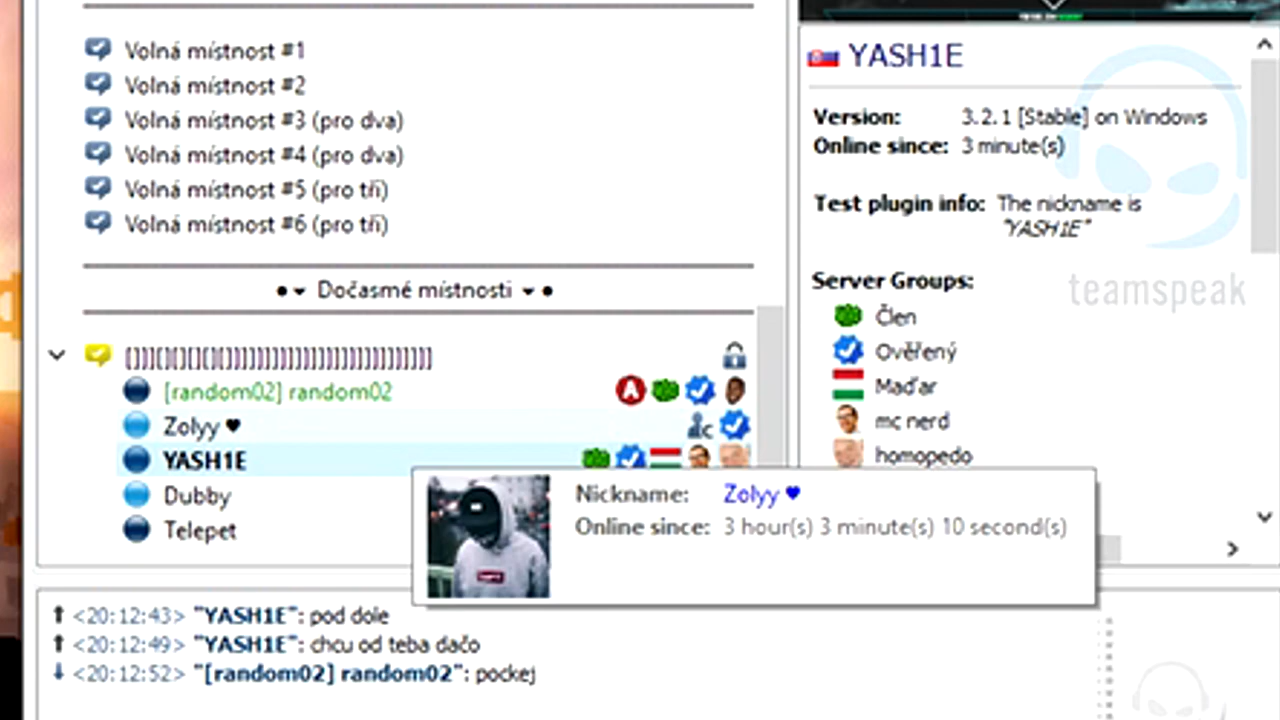 Volná místnost #1
Volná místnost #2
Volná místnost #3 (pro dva)
Volná místnost #4 (pro dva)
Volná místnost #5 (pro tři)
Volná místnost #6 (pro tři)
Dočasmé místnosti
[]]][][][][][]]]]]]]]]]]]]]]]]]]]]]]]]]
[random02] random02
Zolyy ♥
YASH1E
Dubby
Telepet
YASH1E
Version: 3.2.1 [Stable] on Windows
Online since: 3 minute(s)
Test plugin info: The nickname is
"YASH1E"
teamspeak
Server Groups:
Člen
Ověřený
Maďar
mc nerd
homopedo
Nickname: Zolyy ♥
Online since: 3 hour(s) 3 minute(s) 10 second(s)
<20:12:43> "YASH1E": pod dole
<20:12:49> "YASH1E": chcu od teba dačo
<20:12:52> "[random02] random02": pockej